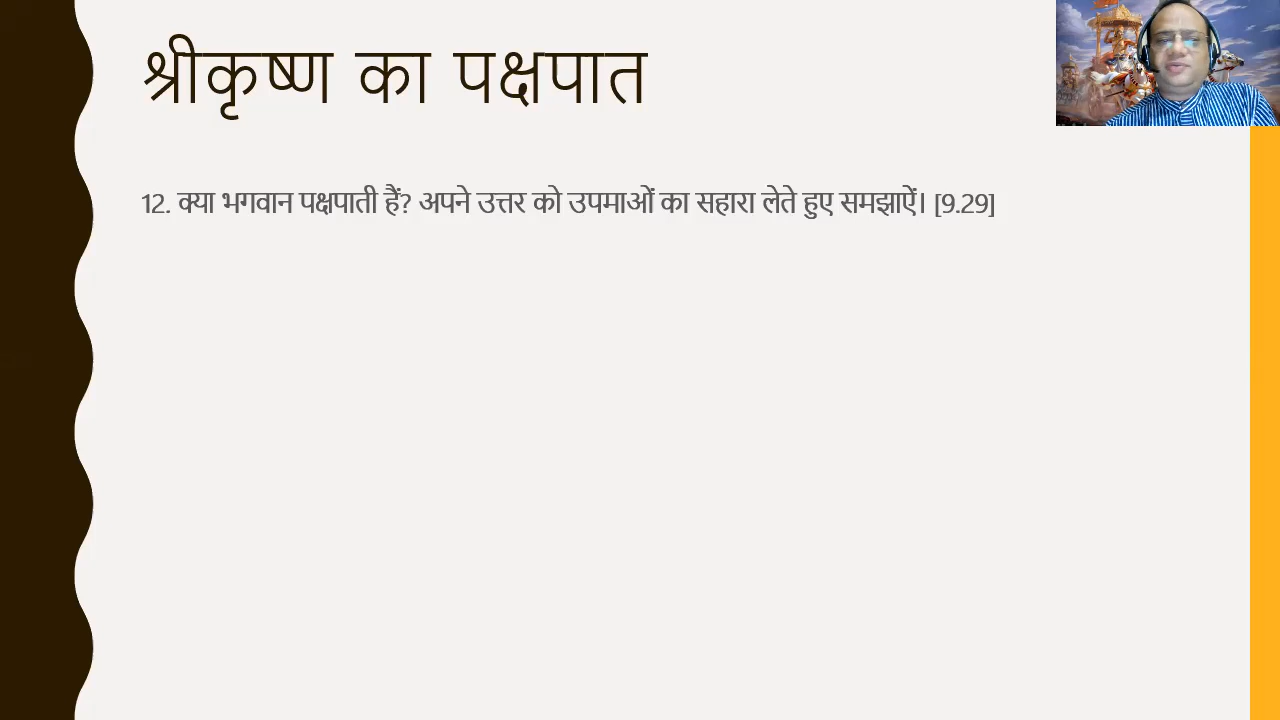 श्रीकृष्ण का पक्षपात
12. क्या भगवान पक्षपाती हैं? अपने उत्तर को उपमाओं का सहारा लेते हुए समझाऐं। [9.29]